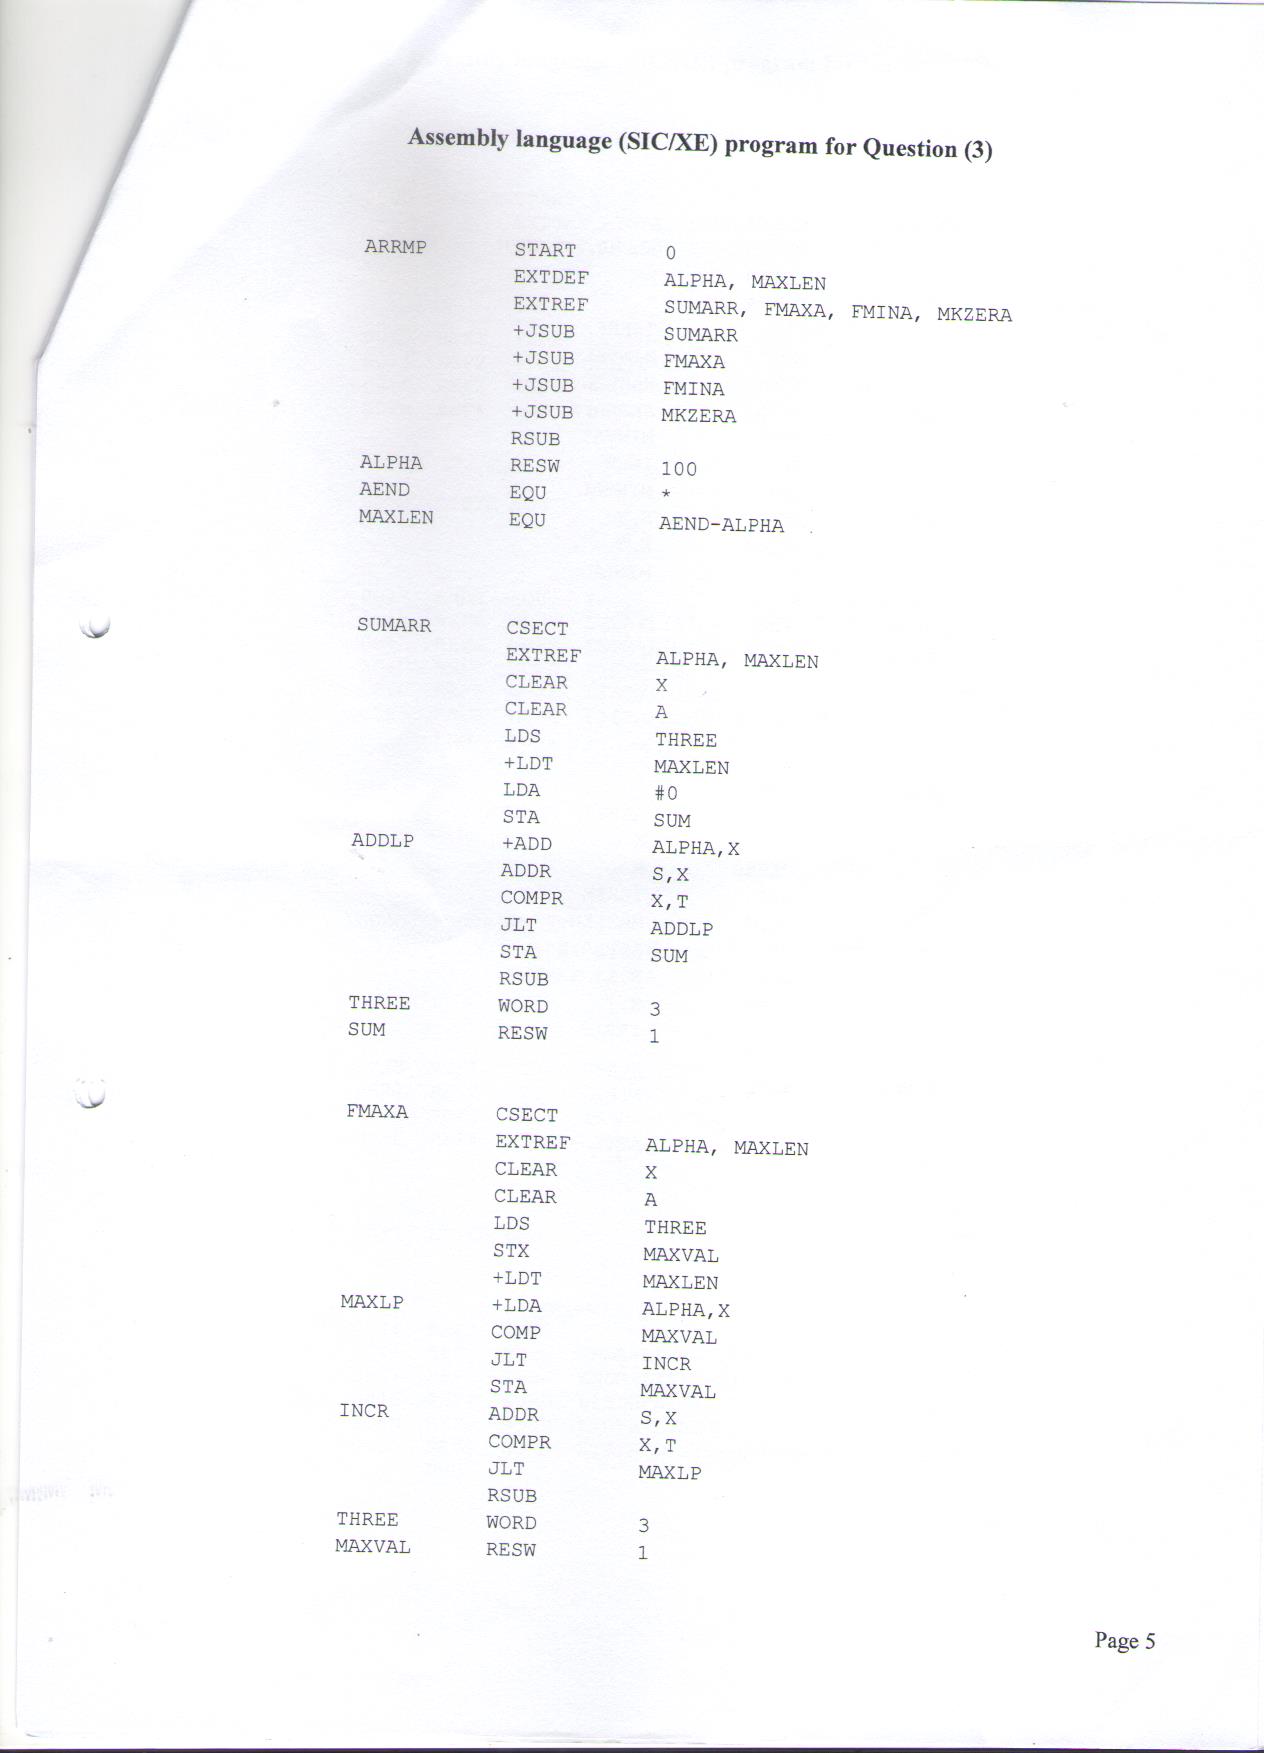 Assembly language (SIC/XE) program for Question (3)
ARRMP START 0
EXTDEF ALPHA, MAXLEN
EXTREF SUMARR, FMAXA, FMINA, MKZERA
+JSUB SUMARR
+JSUB FMAXA
+JSUB FMINA
+JSUB MKZERA
RSUB
ALPHA RESW 100
AEND EQU *
MAXLEN EQU AEND-ALPHA
SUMARR CSECT
EXTREF ALPHA, MAXLEN
CLEAR X
CLEAR A
LDS THREE
+LDT MAXLEN
LDA #0
STA SUM
ADDLP +ADD ALPHA,X
ADDR S,X
COMPR X,T
JLT ADDLP
STA SUM
RSUB
THREE WORD 3
SUM RESW 1
FMAXA CSECT
EXTREF ALPHA, MAXLEN
CLEAR X
CLEAR A
LDS THREE
STX MAXVAL
+LDT MAXLEN
MAXLP +LDA ALPHA,X
COMP MAXVAL
JLT INCR
STA MAXVAL
INCR ADDR S,X
COMPR X,T
JLT MAXLP
RSUB
THREE WORD 3
MAXVAL RESW 1
Page 5